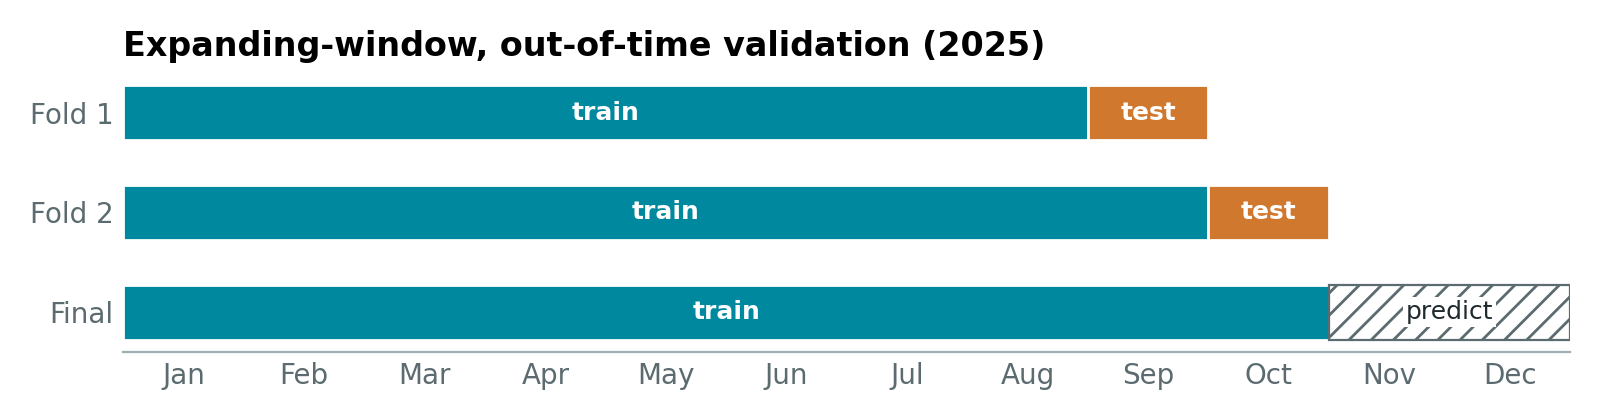 Expanding-window, out-of-time validation (2025)
Fold 1 train test
Fold 2 train test
Final train predict
Jan Feb Mar Apr May Jun Jul Aug Sep Oct Nov Dec